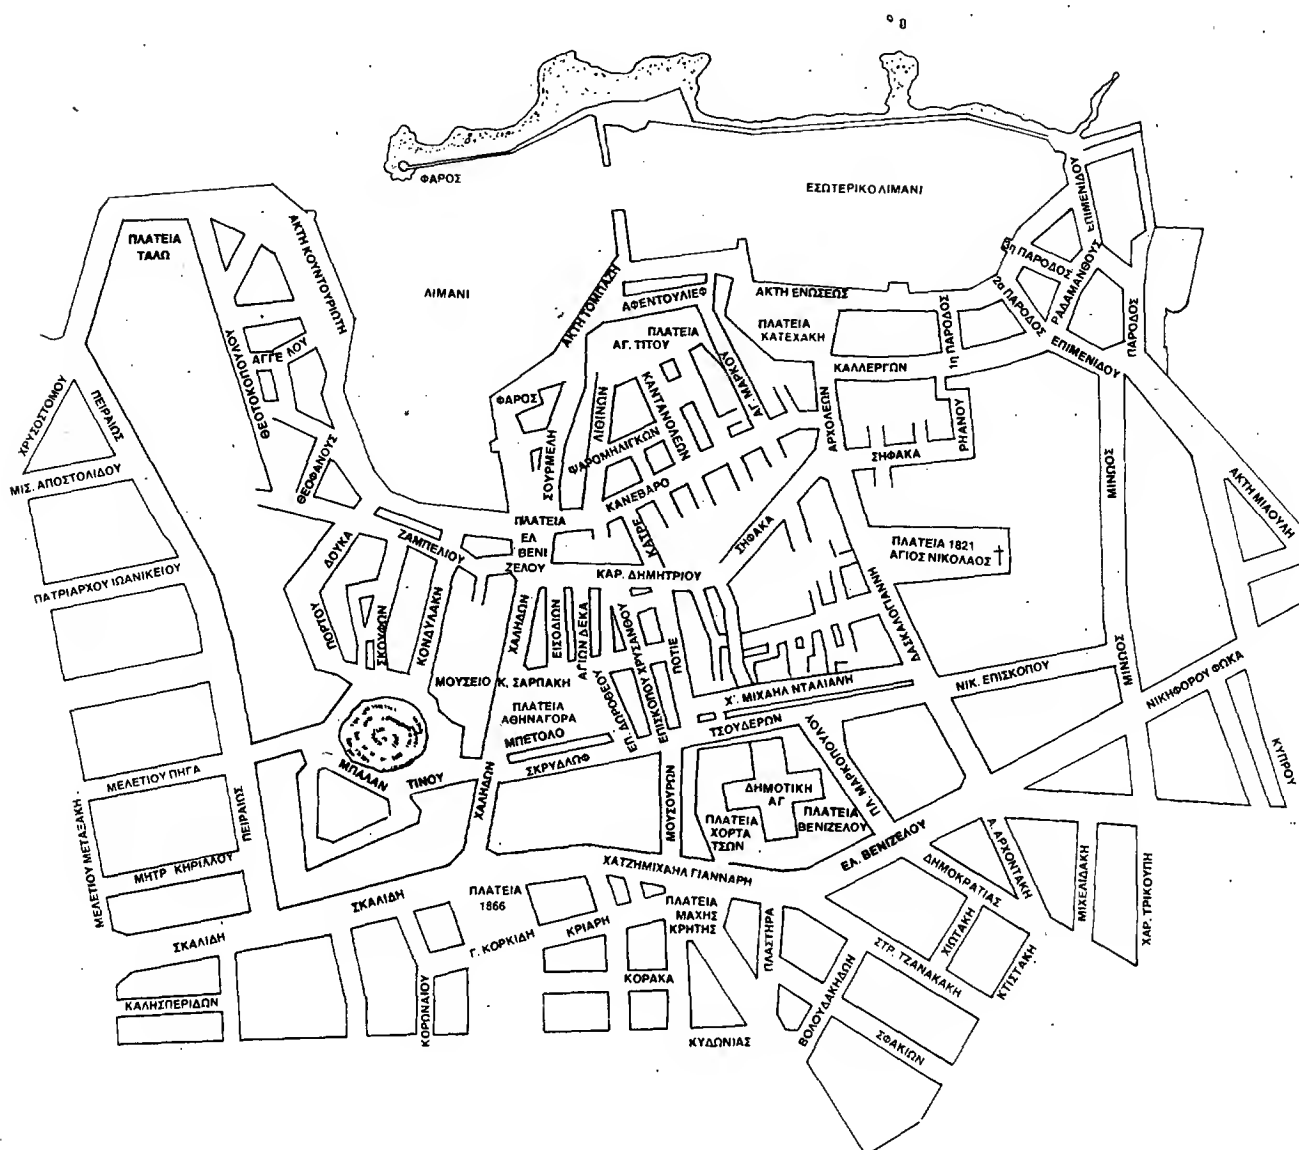 ΦΑΡΟΣ
ΕΣΩΤΕΡΙΚΟ ΛΙΜΑΝΙ
ΕΠΙΜΕΝΙΔΟΥ
ΠΛΑΤΕΙΑ
ΤΑΛΩ
ΑΚΤΗ ΚΟΥΝΤΟΥΡΙΩΤΗ
ΛΙΜΑΝΙ
ΑΚΤΗ ΤΟΜΠΑΖΗ
ΑΦΕΝΤΟΥΛΙΕΦ
ΑΚΤΗ ΕΝΩΣΕΩΣ
3η ΠΑΡΟΔΟΣ
2α ΠΑΡΟΔΟΣ
ΡΑΔΑΜΑΝΘΟΥΣ
ΠΑΡΟΔΟΣ
ΕΠΙΜΕΝΙΔΟΥ
1η ΠΑΡΟΔΟΣ
ΠΛΑΤΕΙΑ
ΑΓ. ΤΙΤΟΥ
ΠΛΑΤΕΙΑ
ΚΑΤΕΧΑΚΗ
ΚΑΛΛΕΡΓΩΝ
ΑΓΓΕΛΟΥ
ΘΕΟΤΟΚΟΠΟΥΛΟΥ
ΧΡΥΣΟΣΤΟΜΟΥ
ΠΕΙΡΑΙΩΣ
ΦΑΡΟΣ
ΛΙΘΙΝΩΝ
ΚΑΝΤΑΝΟΛΕΩΝ
ΑΓ. ΜΑΡΚΟΥ
ΑΡΧΟΛΕΩΝ
ΡΗΑΝΟΥ
ΣΗΦΑΚΑ
ΨΑΡΟΜΗΛΙΓΚΩΝ
ΣΟΥΡΜΕΛΗ
ΚΑΝΕΒΑΡΟ
ΜΙΣ. ΑΠΟΣΤΟΛΙΔΟΥ
ΘΕΟΦΑΝΟΥΣ
ΜΙΝΩΟΣ
ΑΚΤΗ ΜΙΑΟΥΛΗ
ΠΛΑΤΕΙΑ
ΕΛ
ΒΕΝΙ
ΖΕΛΟΥ
ΚΑΤΡΕ
ΣΗΦΑΚΑ
ΠΛΑΤΕΙΑ 1821
ΑΓΙΟΣ ΝΙΚΟΛΑΟΣ
ΖΑΜΠΕΛΙΟΥ
ΔΟΥΚΑ
ΚΑΡ. ΔΗΜΗΤΡΙΟΥ
ΠΑΤΡΙΑΡΧΟΥ ΙΩΑΝΙΚΕΙΟΥ
ΠΟΡΤΟΥ
ΣΚΟΥΦΩΝ
ΚΟΝΔΥΛΑΚΗ
ΧΑΛΗΔΩΝ
ΕΙΣΟΔΙΩΝ
ΑΓΙΩΝ ΔΕΚΑ
ΕΠ. ΔΩΡΟΘΕΟΥ
ΕΠΙΣΚΟΠΟΥ ΧΡΥΣΑΝΘΟΥ
ΠΟΤΙΕ
ΔΑΣΚΑΛΟΓΙΑΝΝΗ
ΜΙΝΩΟΣ
ΝΙΚΗΦΟΡΟΥ ΦΩΚΑ
ΝΙΚ. ΕΠΙΣΚΟΠΟΥ
ΜΟΥΣΕΙΟ Κ. ΣΑΡΠΑΚΗ
Χ'. ΜΙΧΑΗΛ ΝΤΑΛΙΑΝΗ
ΠΛΑΤΕΙΑ
ΑΘΗΝΑΓΟΡΑ
ΜΠΕΤΟΛΟ
ΤΣΟΥΔΕΡΩΝ
ΣΚΡΥΔΛΩΦ
ΠΛ. ΜΑΡΚΟΠΟΥΛΟΥ
ΚΥΠΡΟΥ
ΜΕΛΕΤΙΟΥ ΠΗΓΑ
ΜΠΑΛΑΝ
ΤΙΝΟΥ
ΧΑΛΗΔΩΝ
ΜΟΥΣΟΥΡΩΝ
ΔΗΜΟΤΙΚΗ
ΑΓ
ΠΛΑΤΕΙΑ
ΧΟΡΤΑ
ΤΣΩΝ
ΠΛΑΤΕΙΑ
ΒΕΝΙΖΕΛΟΥ
ΠΕΙΡΑΙΩΣ
ΜΕΛΕΤΙΟΥ ΜΕΤΑΞΑΚΗ
ΜΗΤΡ ΚΗΡΙΛΛΟΥ
ΕΛ. ΒΕΝΙΖΕΛΟΥ
ΧΑΤΖΗΜΙΧΑΗΛ ΓΙΑΝΝΑΡΗ
Α. ΑΡΧΟΝΤΑΚΗ
ΔΗΜΟΚΡΑΤΙΑΣ
ΜΙΧΕΛΙΔΑΚΗ
ΧΑΡ. ΤΡΙΚΟΥΠΗ
ΣΚΑΛΙΔΗ
ΣΚΑΛΙΔΗ
ΠΛΑΤΕΙΑ
1866
ΠΛΑΤΕΙΑ
ΜΑΧΗΣ
ΚΡΗΤΗΣ
Γ. ΚΟΡΚΙΔΗ
ΚΡΙΑΡΗ
ΠΛΑΣΤΗΡΑ
ΧΙΩΤΑΚΗ
ΣΤΡ. ΤΖΑΝΑΚΑΚΗ
ΚΤΙΣΤΑΚΗ
ΚΟΡΑΚΑ
ΚΑΛΗΣΠΕΡΙΔΩΝ
ΚΟΡΩΝΑΙΟΥ
ΒΟΛΟΥΔΑΚΗΔΩΝ
ΚΥΔΩΝΙΑΣ
ΣΦΑΚΙΩΝ